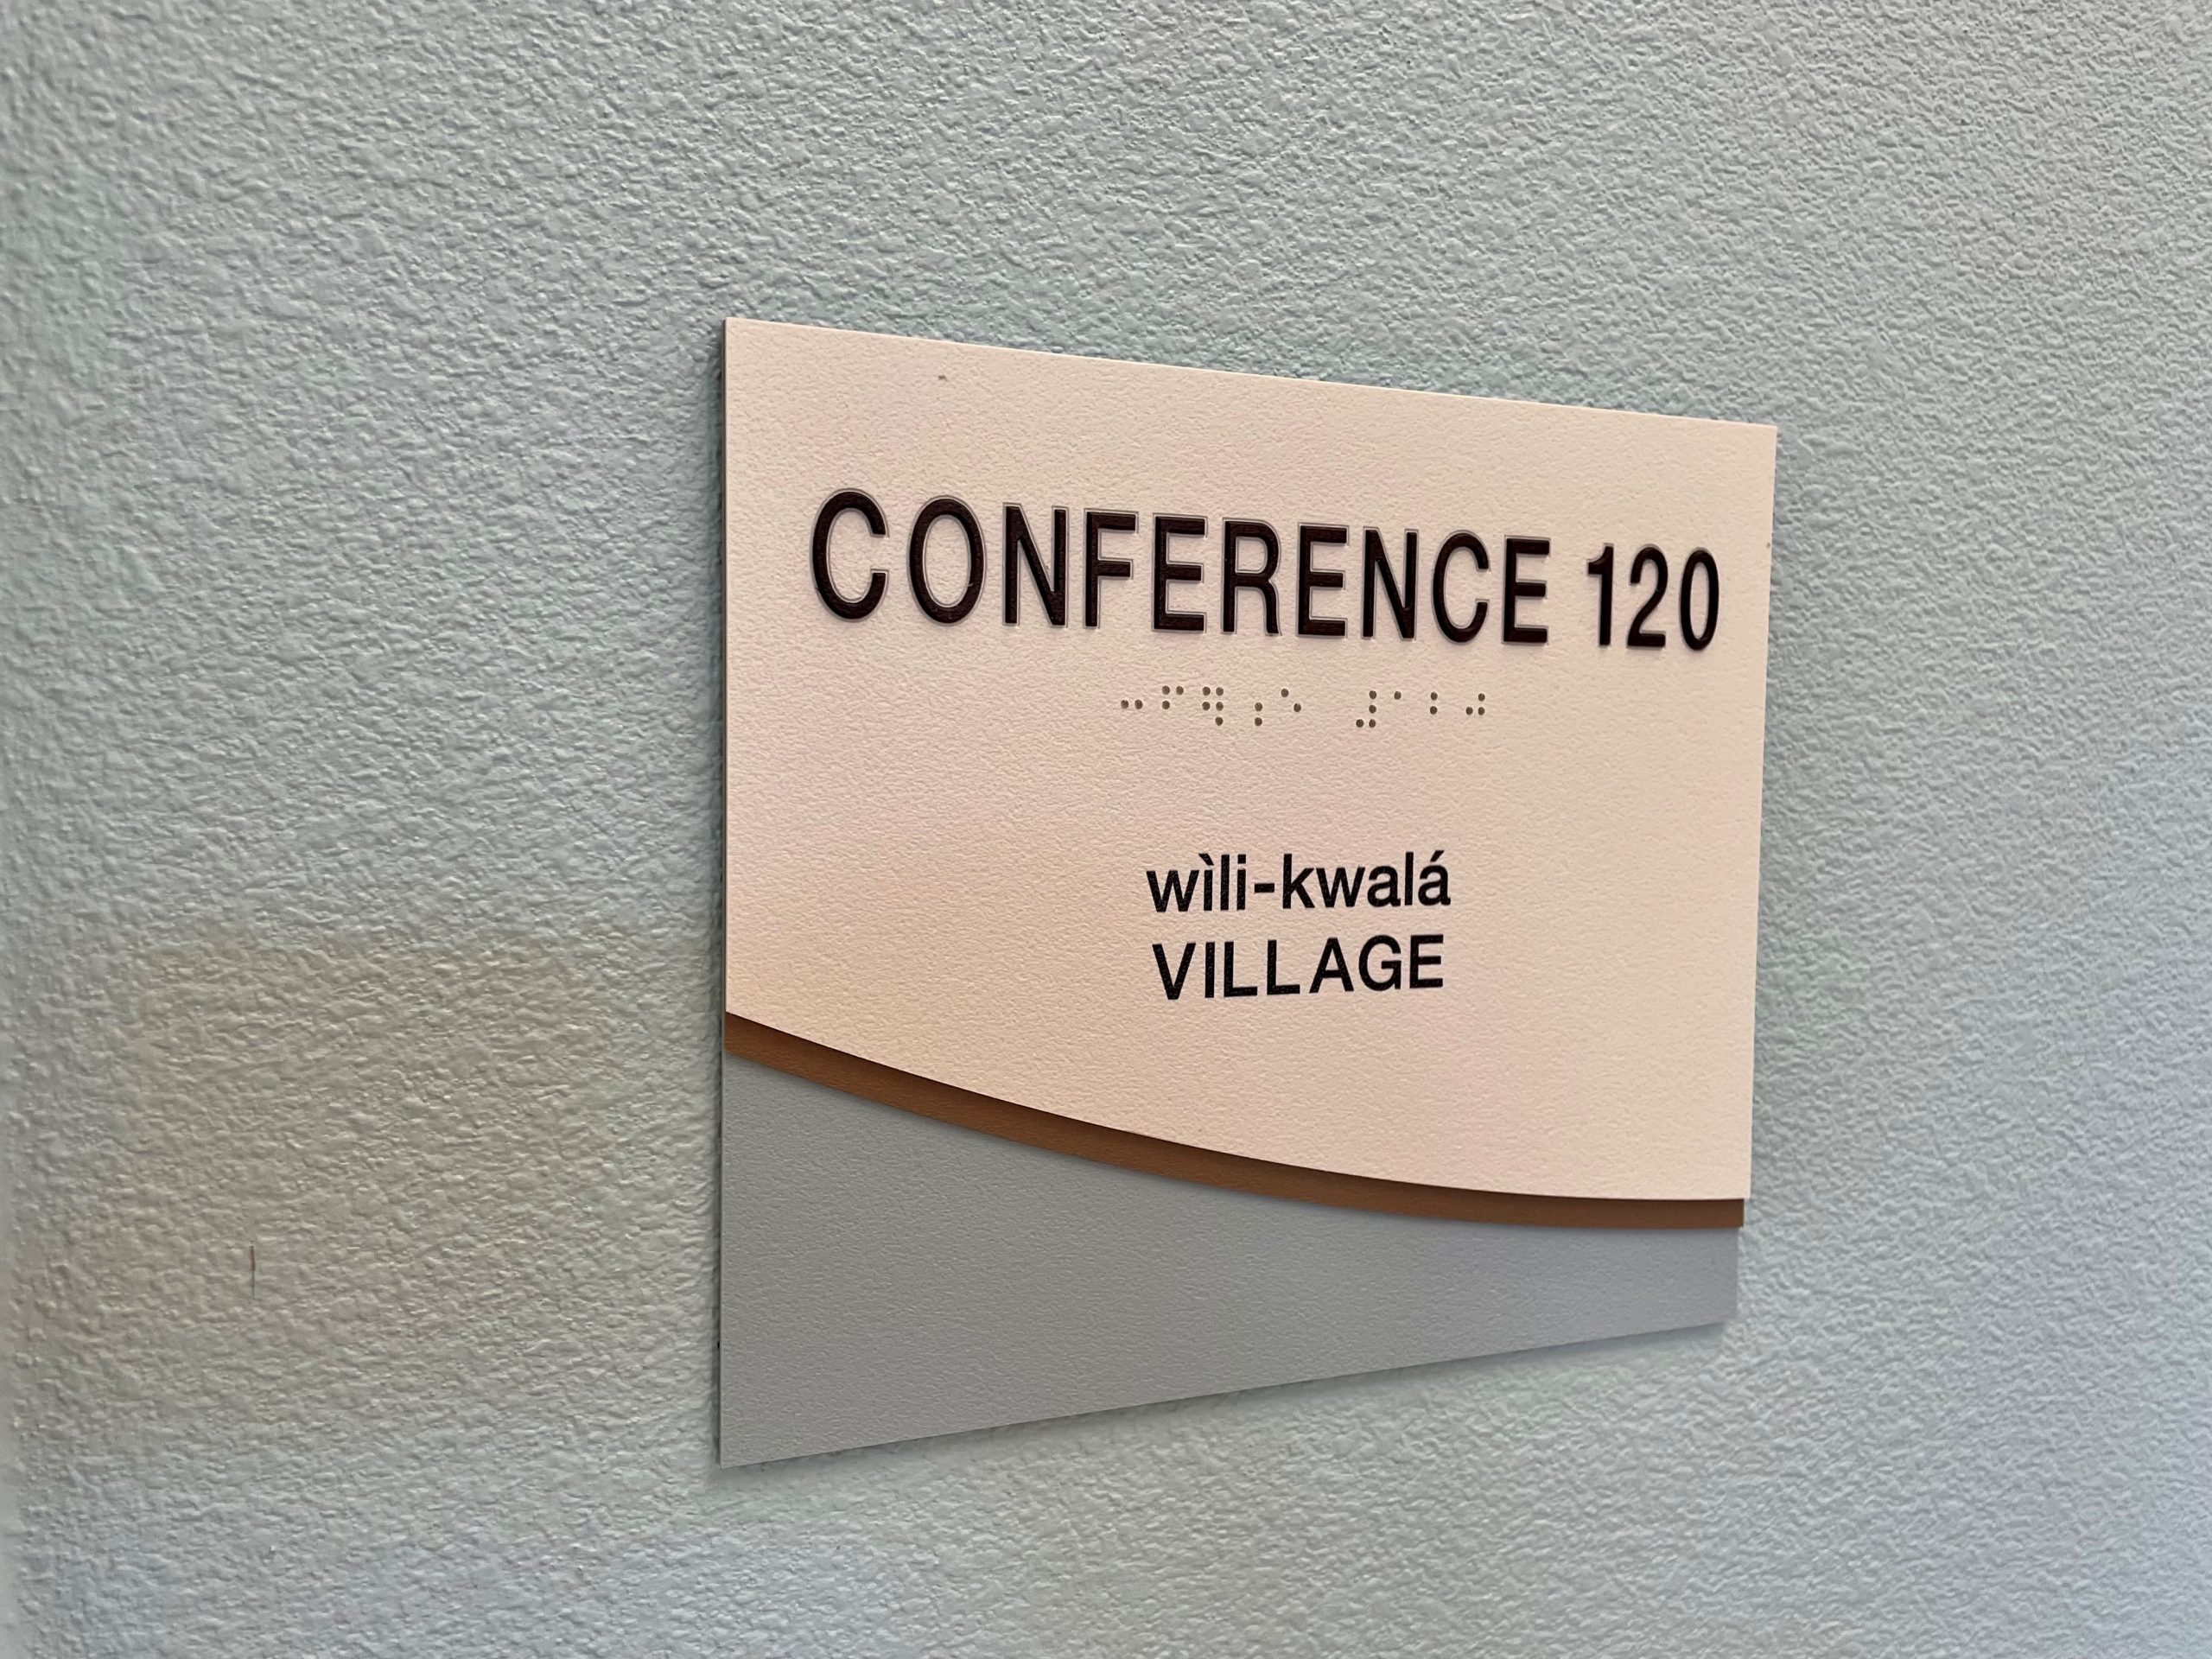 CONFERENCE 120
⠒⠋⠻⠰⠑ ⠼⠁⠃⠚
wìli-kwalá
VILLAGE